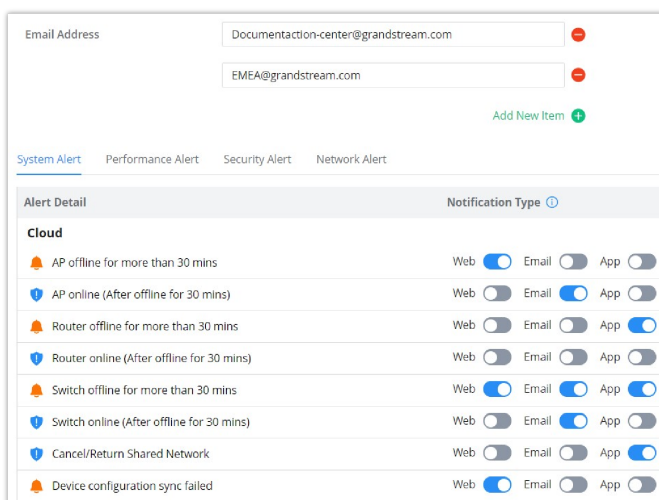 Email Address Documentaction-center@grandstream.com
EMEA@grandstream.com
Add New Item
System Alert Performance Alert Security Alert Network Alert
Alert Detail Notification Type
Cloud
AP offline for more than 30 mins Web Email App
AP online (After offline for 30 mins) Web Email App
Router offline for more than 30 mins Web Email App
Router online (After offline for 30 mins) Web Email App
Switch offline for more than 30 mins Web Email App
Switch online (After offline for 30 mins) Web Email App
Cancel/Return Shared Network Web Email App
Device configuration sync failed Web Email App